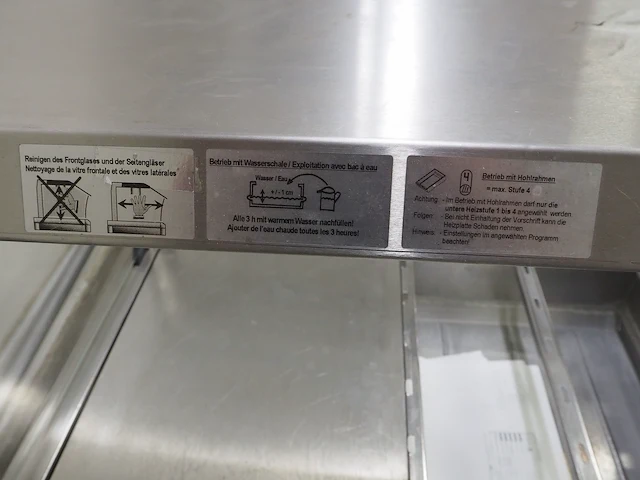 Reinigen des Frontglases und der Seitengläser
Nettoyage de la vitre frontale et des vitres latérales
Betrieb mit Wasserschale / Exploitation avec bac à eau
Wasser / Eau
+/- 1 cm
Alle 3 h mit warmem Wasser nachfüllen!
Ajouter de l'eau chaude toutes les 3 heures!
4
Betrieb mit Hohlrahmen
= max. Stufe 4
Achtung: - Im Betrieb mit Hohlrahmen darf nur die
untere Heizstufe 1 bis 4 angewählt werden
Folgen: - Bei nicht Einhaltung der Vorschrift kann die
Heizplatte Schaden nehmen.
Hinweis: - Einstellungen im angewählten Programm
beachten!